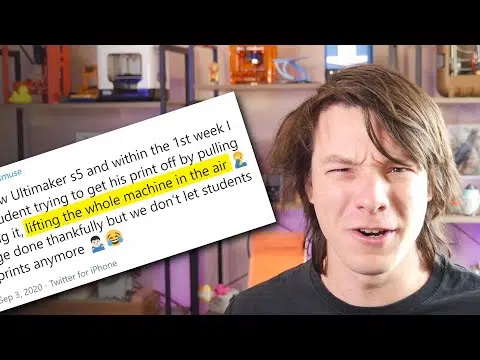 muse
w Ultimaker s5 and within the 1st week I
udent trying to get his print off by pulling
g it, lifting the whole machine in the air 🤦‍♂️
ge done thankfully but we don't let students
prints anymore 🤷🏻‍♂️😂
Sep 3, 2020 · Twitter for iPhone